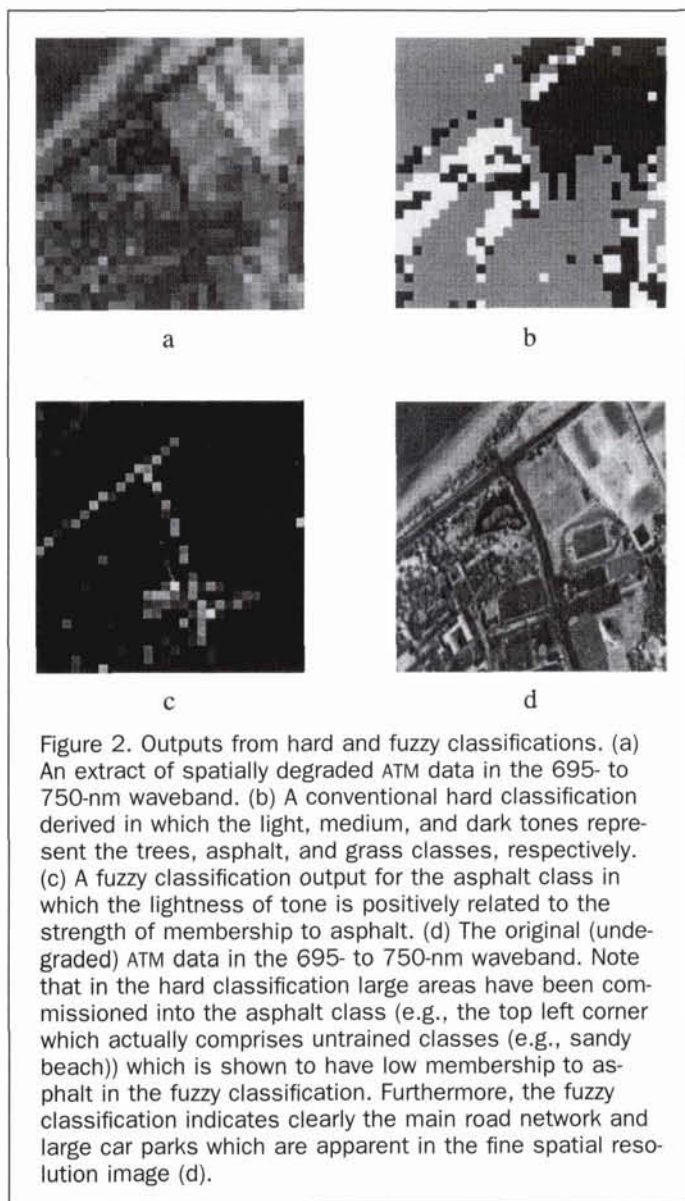 a
b
c
d
Figure 2. Outputs from hard and fuzzy classifications. (a)
An extract of spatially degraded ATM data in the 695- to
750-nm waveband. (b) A conventional hard classification
derived in which the light, medium, and dark tones repre-
sent the trees, asphalt, and grass classes, respectively.
(c) A fuzzy classification output for the asphalt class in
which the lightness of tone is positively related to the
strength of membership to asphalt. (d) The original (unde-
graded) ATM data in the 695- to 750-nm waveband. Note
that in the hard classification large areas have been com-
missioned into the asphalt class (e.g., the top left corner
which actually comprises untrained classes (e.g., sandy
beach)) which is shown to have low membership to as-
phalt in the fuzzy classification. Furthermore, the fuzzy
classification indicates clearly the main road network and
large car parks which are apparent in the fine spatial reso-
lution image (d).